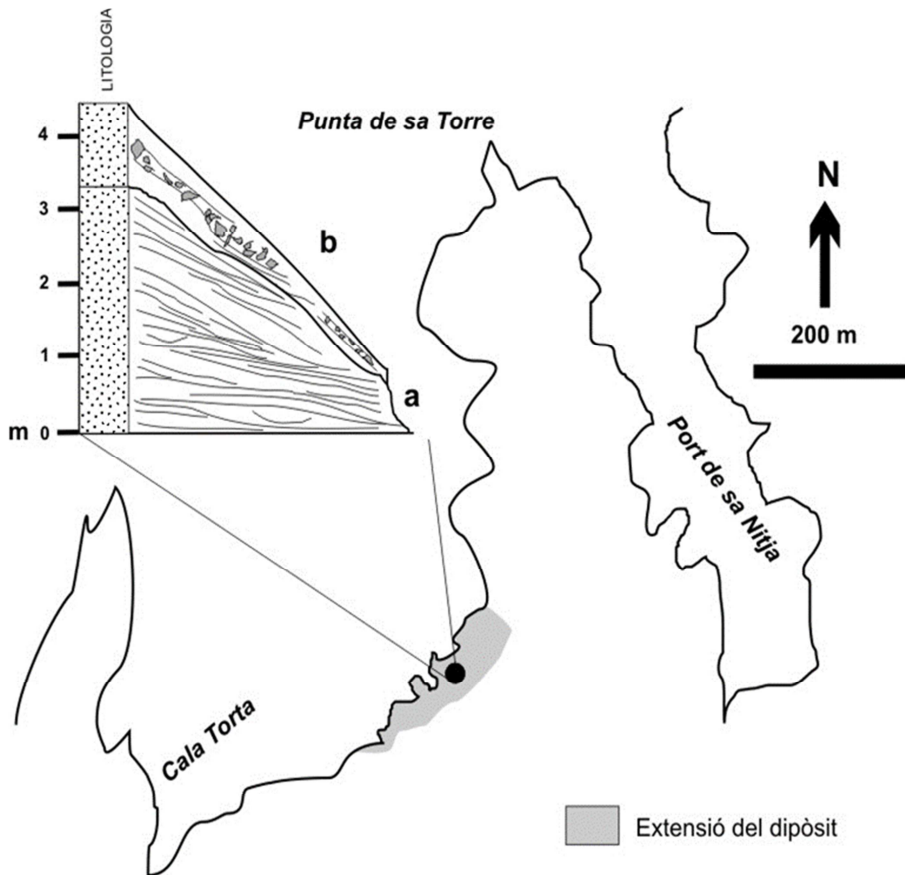 LITOLOGIA
4
3
2
1
m 0
b
a
Punta de sa Torre
N
200 m
Port de sa Nitja
Cala Torta
Extensió del dipòsit